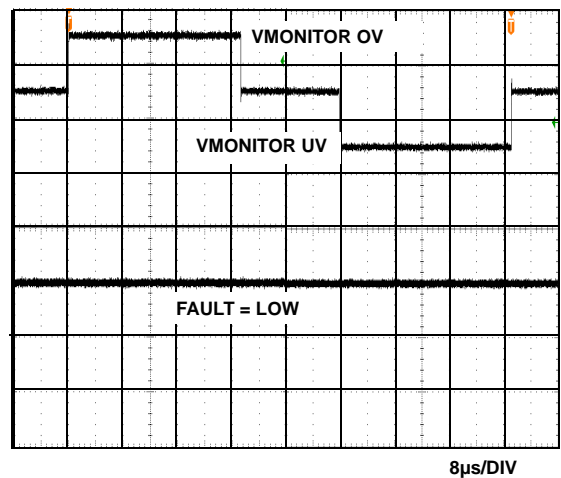 VMONITOR OV
VMONITOR UV
FAULT = LOW
8µs/DIV